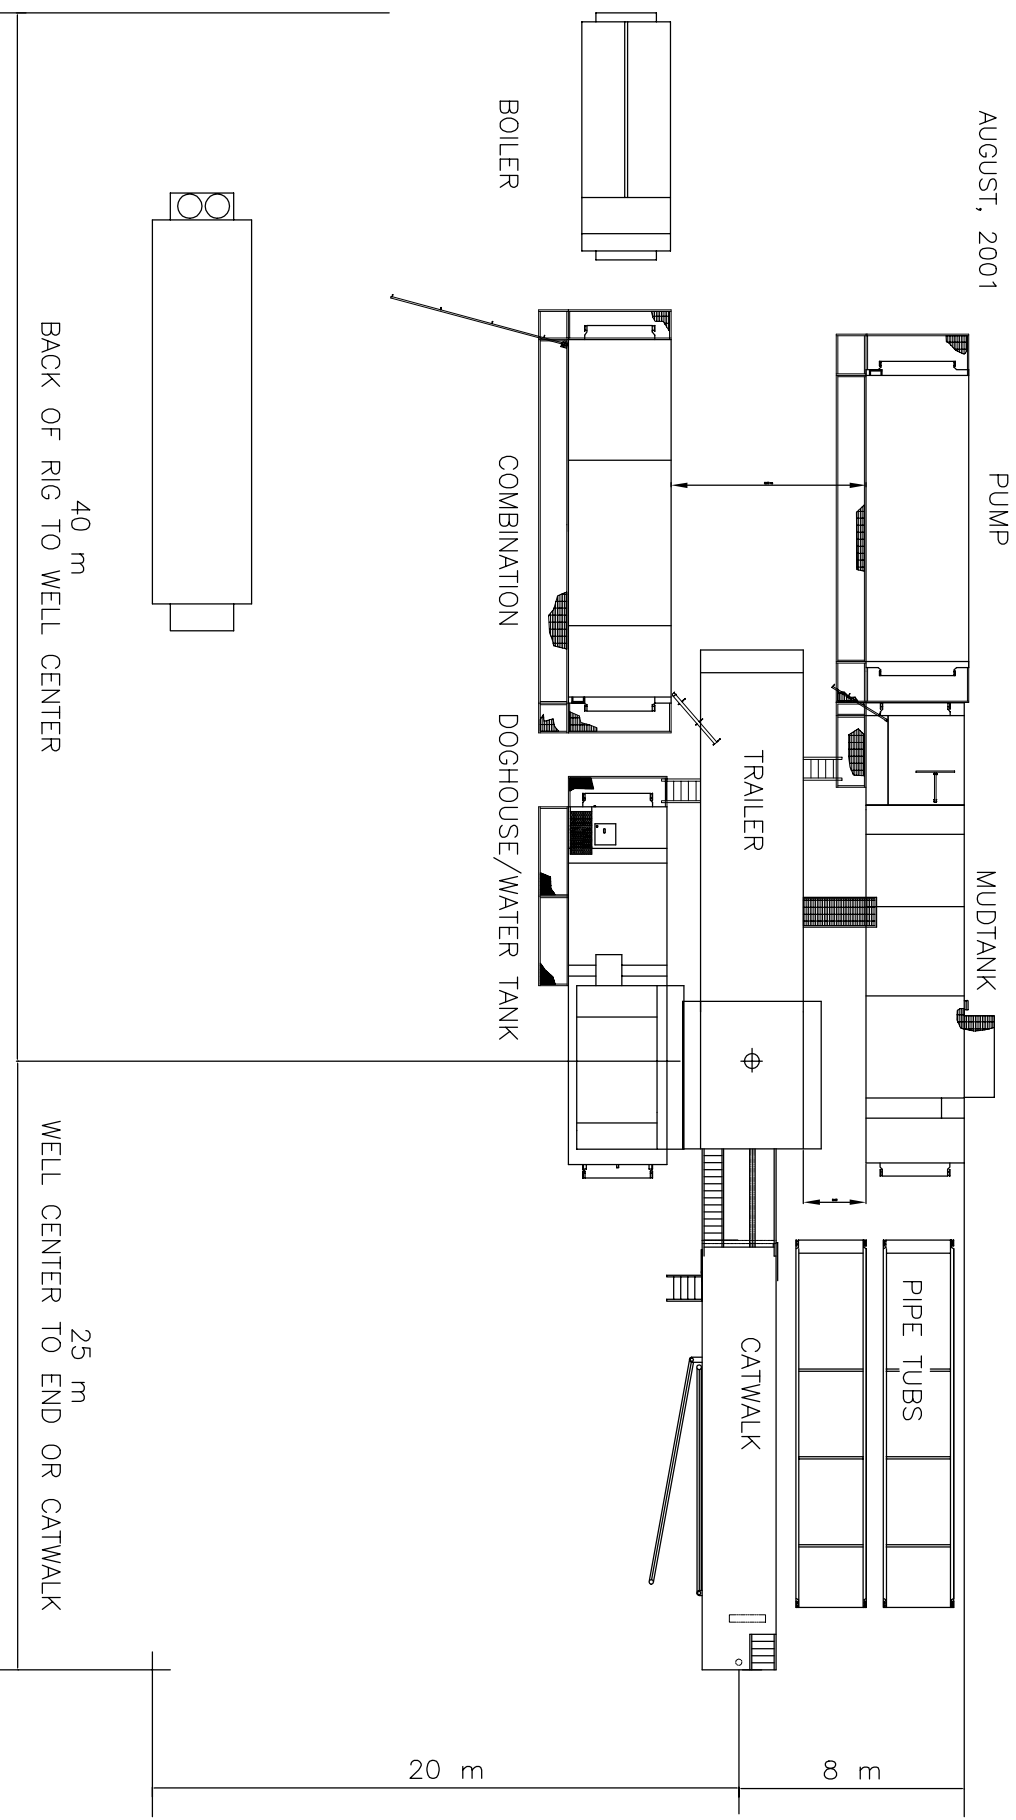 AUGUST, 2001
PUMP
MUDTANK
PIPE TUBS
TRAILER
CATWALK
BOILER
COMBINATION
DOGHOUSE/WATER TANK
40 m
BACK OF RIG TO WELL CENTER
25 m
WELL CENTER TO END OR CATWALK
20 m
8 m